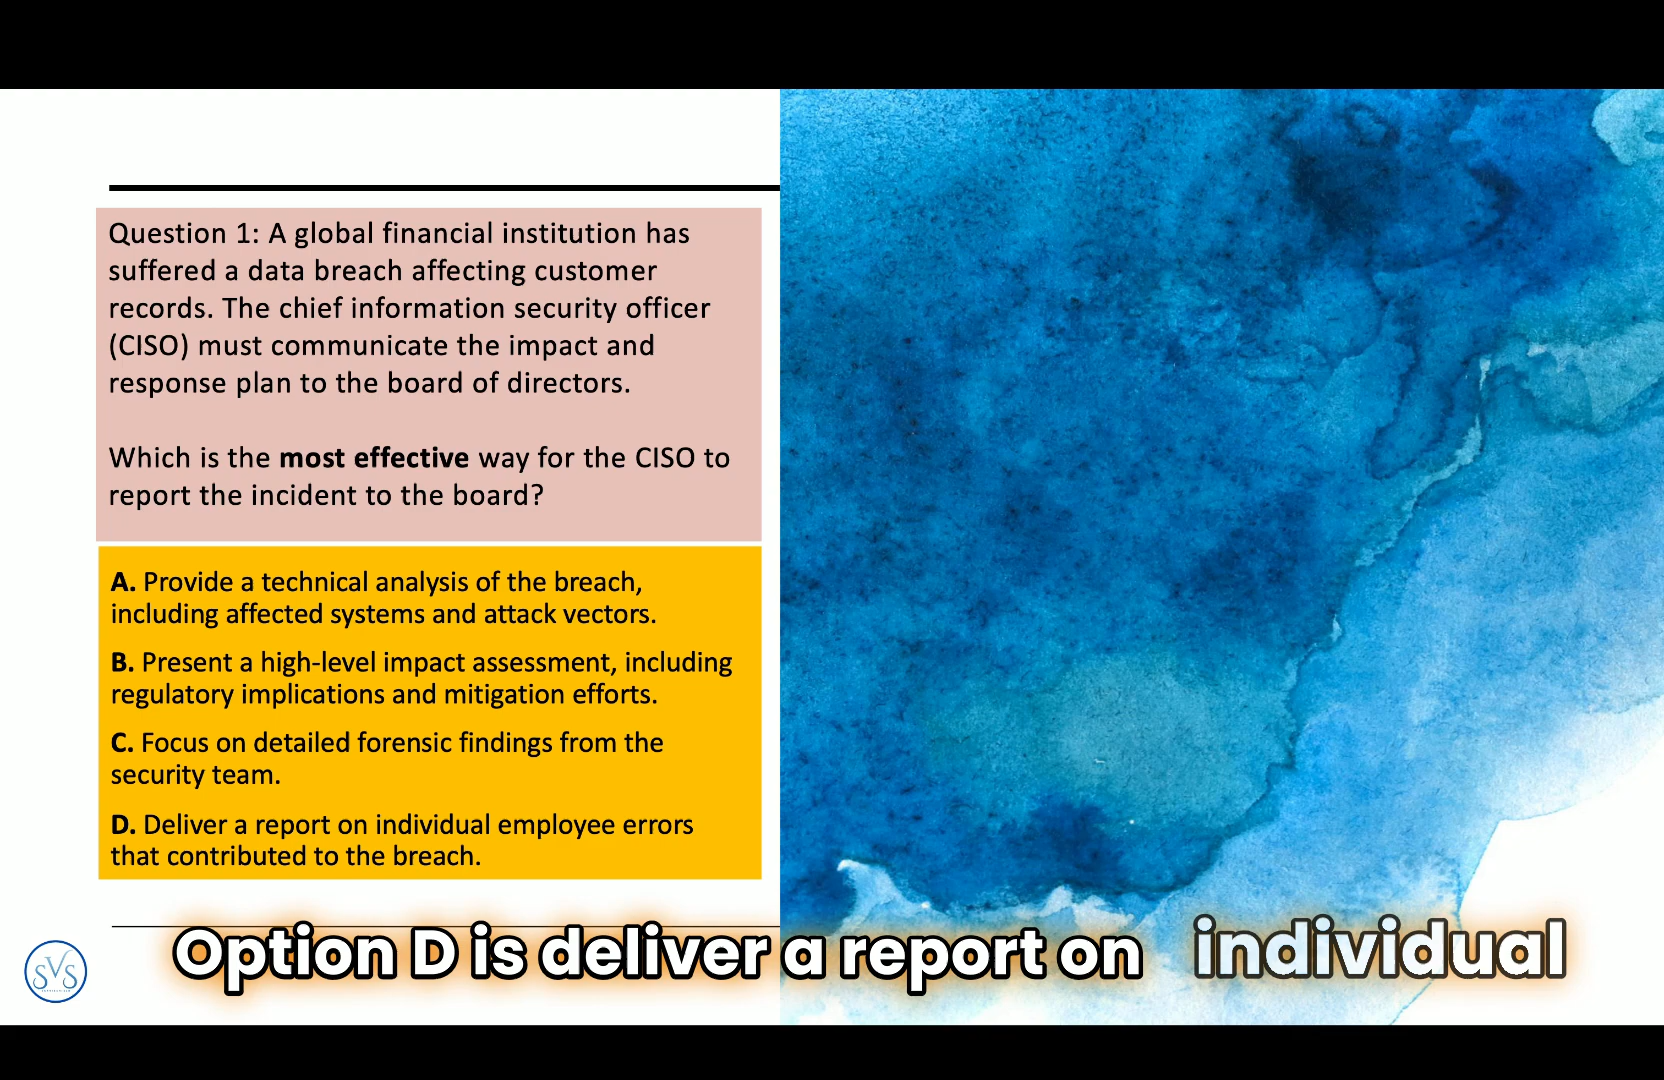 Question 1: A global financial institution has
suffered a data breach affecting customer
records. The chief information security officer
(CISO) must communicate the impact and
response plan to the board of directors.
Which is the most effective way for the CISO to
report the incident to the board?
A. Provide a technical analysis of the breach,
including affected systems and attack vectors.
B. Present a high-level impact assessment, including
regulatory implications and mitigation efforts.
C. Focus on detailed forensic findings from the
security team.
D. Deliver a report on individual employee errors
that contributed to the breach.
Option D is deliver a report on individual
SVS